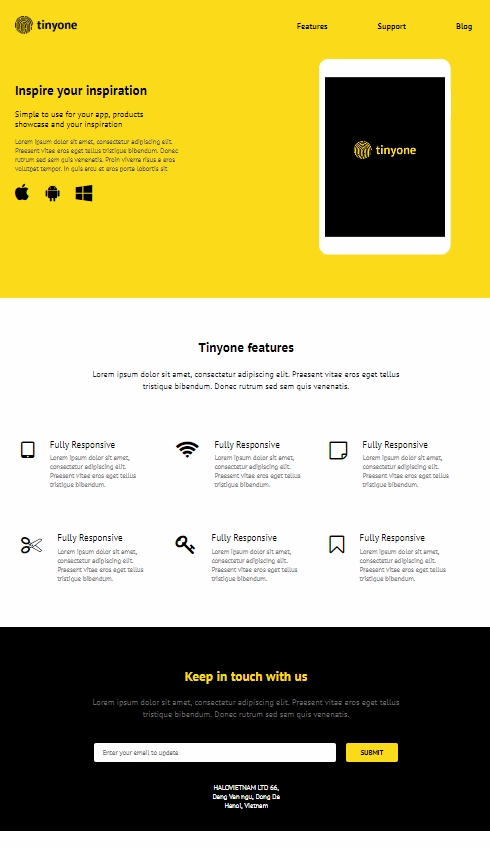 tinyone
Features
Support
Blog
Inspire your inspiration
Simple to use for your app, products
showcase and your inspiration
Lorem ipsum dolor sit amet, consectetur adipiscing elit.
Praesent vitae eros eget tellus tristique bibendum. Donec
rutrum sed sem quis venenatis. Proin viverra risus a eros
volutpat tempor. In quis arcu et eros porta lobortis sit
tinyone
Tinyone features
Lorem ipsum dolor sit amet, consectetur adipiscing elit. Praesent vitae eros eget tellus
tristique bibendum. Donec rutrum sed sem quis venenatis.
Fully Responsive
Lorem ipsum dolor sit amet,
consectetur adipiscing elit.
Praesent vitae eros eget tellus
tristique bibendum.
Fully Responsive
Lorem ipsum dolor sit amet,
consectetur adipiscing elit.
Praesent vitae eros eget tellus
tristique bibendum.
Fully Responsive
Lorem ipsum dolor sit amet,
consectetur adipiscing elit.
Praesent vitae eros eget tellus
tristique bibendum.
Fully Responsive
Lorem ipsum dolor sit amet,
consectetur adipiscing elit.
Praesent vitae eros eget tellus
tristique bibendum.
Fully Responsive
Lorem ipsum dolor sit amet,
consectetur adipiscing elit.
Praesent vitae eros eget tellus
tristique bibendum.
Fully Responsive
Lorem ipsum dolor sit amet,
consectetur adipiscing elit.
Praesent vitae eros eget tellus
tristique bibendum.
Keep in touch with us
Lorem ipsum dolor sit amet, consectetur adipiscing elit. Praesent vitae eros eget tellus
tristique bibendum. Donec rutrum sed sem quis venenatis.
Enter your email to update
SUBMIT
HALOVIETNAM LTD 66,
Dang Van ngu, Dong Da
Hanoi, Vietnam